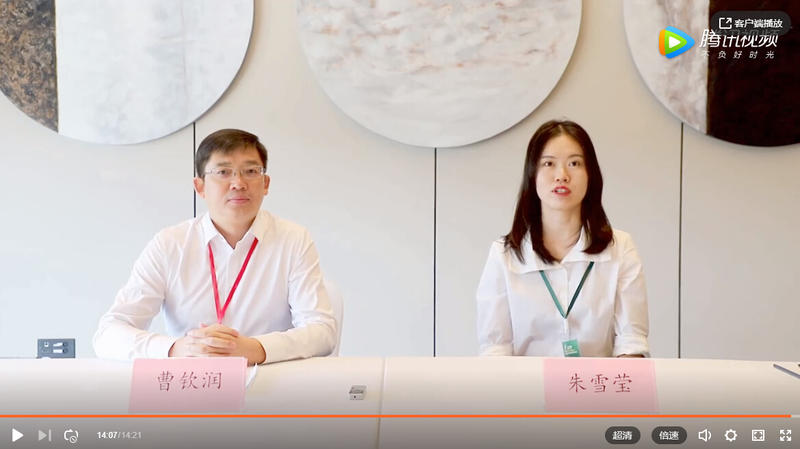 客户端播放
腾讯视频
不负好时光
曹钦润
朱雪莹
14:07/14:21
超清
倍速